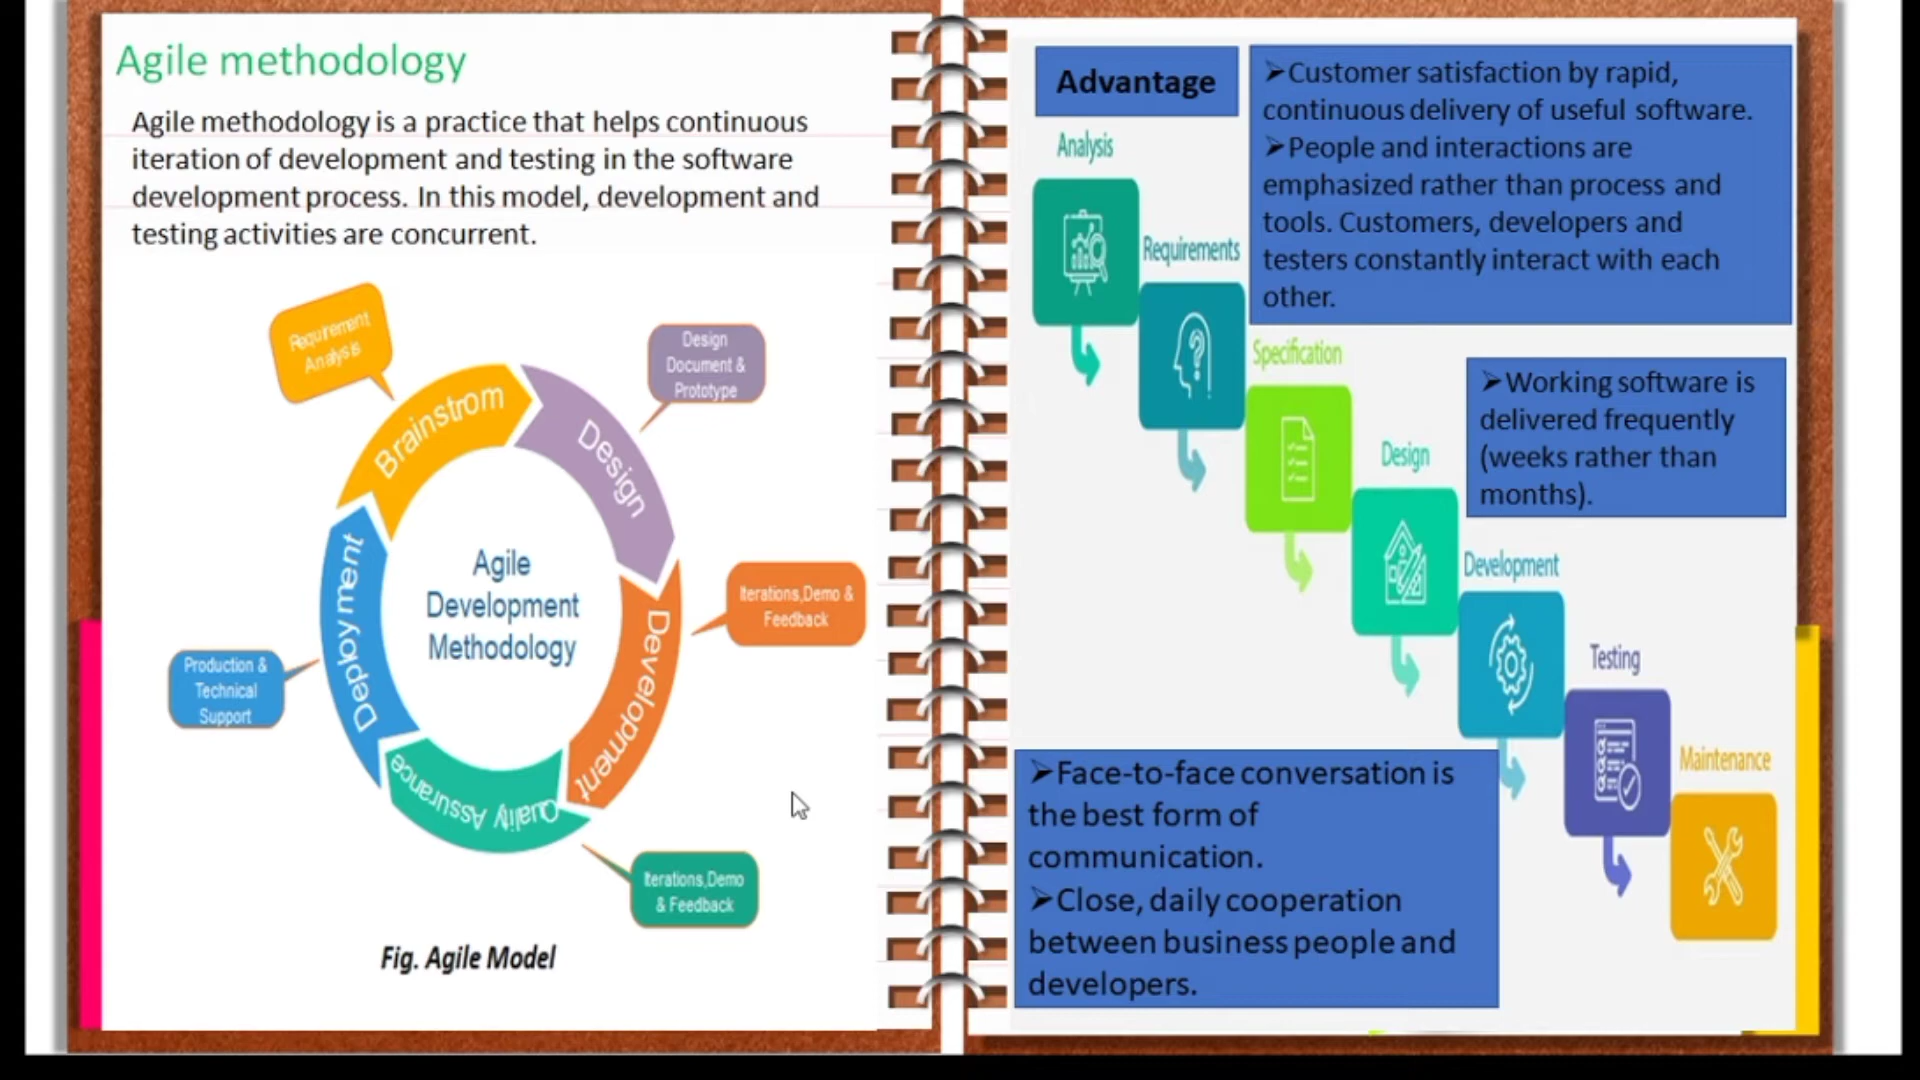 Agile methodology
Agile methodology is a practice that helps continuous
iteration of development and testing in the software
development process. In this model, development and
testing activities are concurrent.
Requirement
Analysis
Design
Document &
Prototype
Brainstrom
Design
Agile
Development
Methodology
Iterations,Demo &
Feedback
Development
Deployment
Production &
Technical
Support
Quality Assurance
Iterations,Demo
& Feedback
Fig. Agile Model
Advantage
➢Customer satisfaction by rapid,
continuous delivery of useful software.
➢People and interactions are
emphasized rather than process and
tools. Customers, developers and
testers constantly interact with each
other.
Analysis
Requirements
Specification
Design
Development
Testing
Maintenance
➢Working software is
delivered frequently
(weeks rather than
months).
➢Face-to-face conversation is
the best form of
communication.
➢Close, daily cooperation
between business people and
developers.